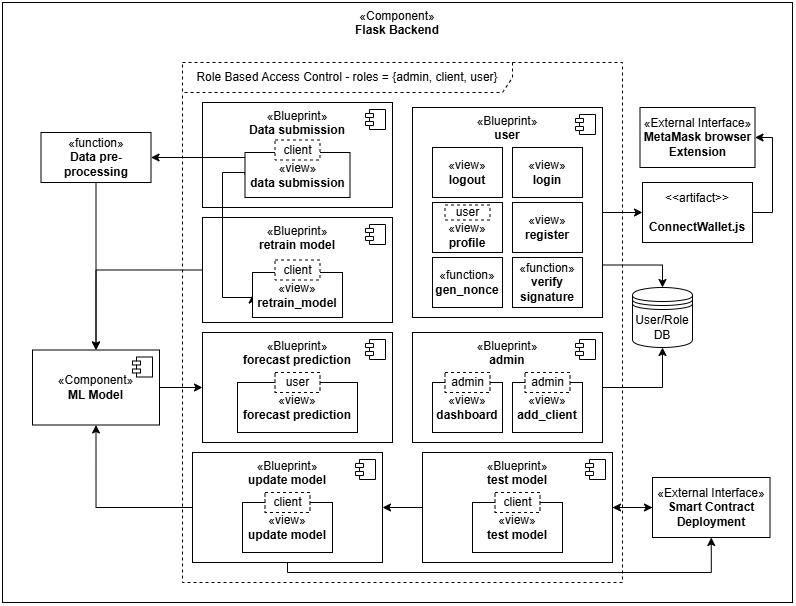 «Component»
Flask Backend
Role Based Access Control - roles = {admin, client, user}
«function»
Data pre-
processing
«Blueprint»
Data submission
client
«view»
data submission
«Blueprint»
user
«view»
logout
«view»
login
user
«view»
profile
«view»
register
«function»
gen_nonce
«function»
verify
signature
«External Interface»
MetaMask browser
Extension
<<artifact>>
ConnectWallet.js
«Blueprint»
retrain model
client
«view»
retrain_model
User/Role
DB
«Component»
ML Model
«Blueprint»
forecast prediction
user
«view»
forecast prediction
«Blueprint»
admin
admin
«view»
dashboard
admin
«view»
add_client
«Blueprint»
update model
client
«view»
update model
«Blueprint»
test model
client
«view»
test model
«External Interface»
Smart Contract
Deployment